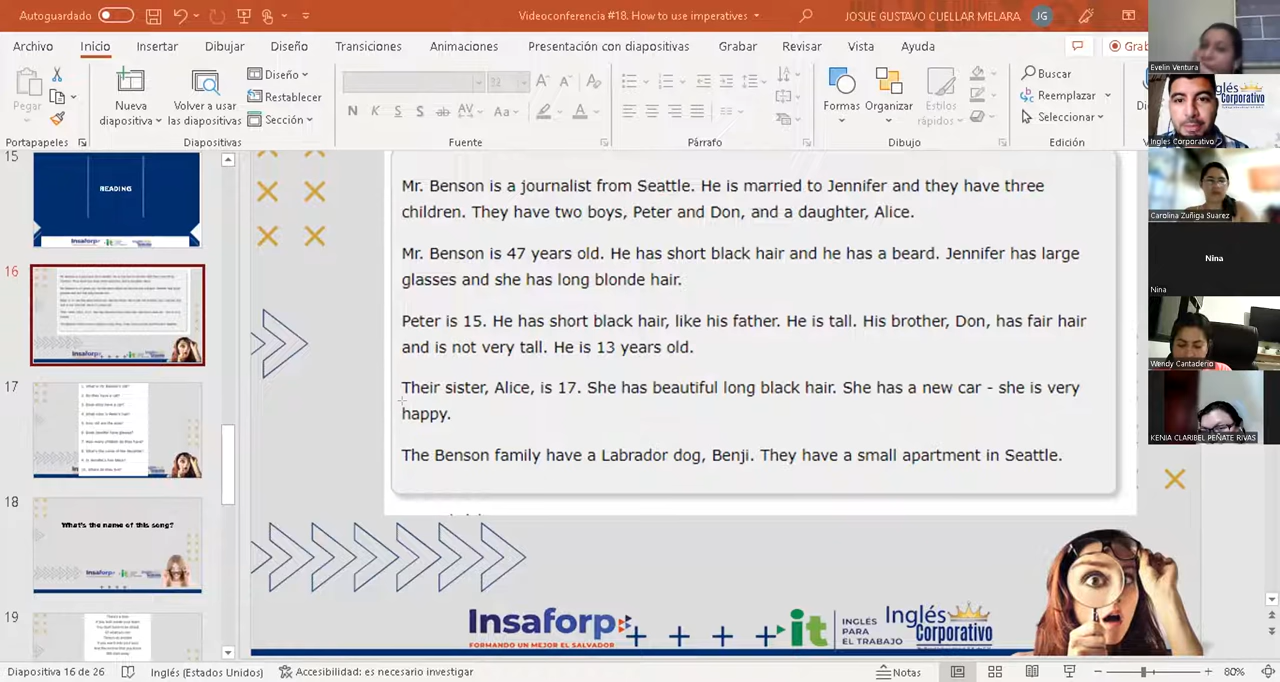 Autoguardado
Videoconferencia #18. How to use imperatives
JOSUE GUSTAVO CUELLAR MELARA
JG
Archivo
Inicio
Insertar
Dibujar
Diseño
Transiciones
Animaciones
Presentación con diapositivas
Grabar
Revisar
Vista
Ayuda
Pegar
Nueva
diapositiva
Volver a usar
las diapositivas
Diseño
Restablecer
Sección
N K S S ab AV Aa
Formas
Organizar
Estilos
rápidos
Buscar
Reemplazar
Seleccionar
Portapapeles
Diapositivas
Fuente
Párrafo
Dibujo
Edición
Evelin Ventura
Inglés Corporativo
Carolina Zuñiga Suarez
Nina
Nina
Wendy Cantaderio
KENIA CLARIBEL PEÑATE RIVAS
15
READING
16
17
18
What's the name of this song?
19
Mr. Benson is a journalist from Seattle. He is married to Jennifer and they have three
children. They have two boys, Peter and Don, and a daughter, Alice.
Mr. Benson is 47 years old. He has short black hair and he has a beard. Jennifer has large
glasses and she has long blonde hair.
Peter is 15. He has short black hair, like his father. He is tall. His brother, Don, has fair hair
and is not very tall. He is 13 years old.
Their sister, Alice, is 17. She has beautiful long black hair. She has a new car - she is very
happy.
The Benson family have a Labrador dog, Benji. They have a small apartment in Seattle.
Insaforp
FORMANDO UN MEJOR EL SALVADOR
it
INGLÉS
PARA
EL TRABAJO
Inglés
corporativo
Diapositiva 16 de 26
Inglés (Estados Unidos)
Accesibilidad: es necesario investigar
Notas
80%